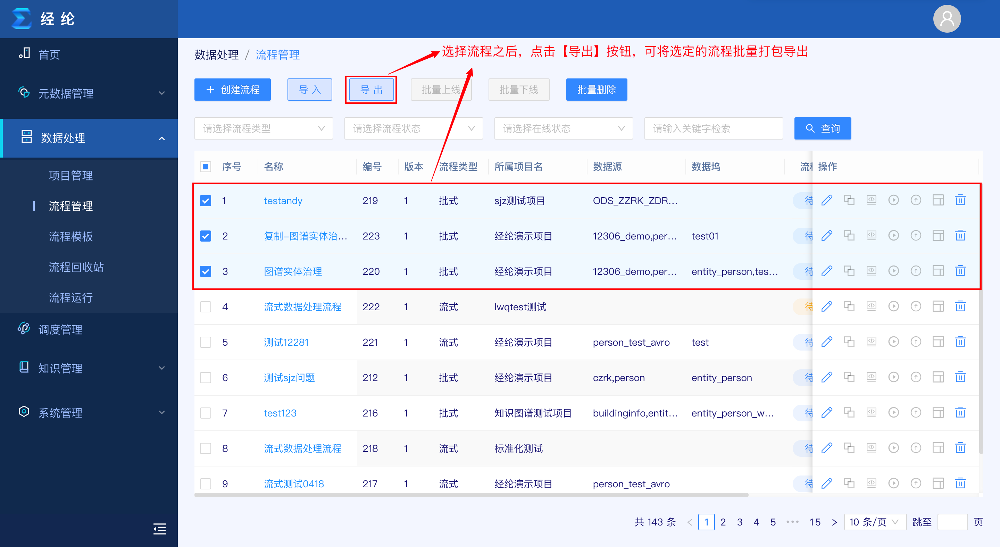 经纶
首页
元数据管理
数据处理
项目管理
流程管理
流程模板
流程回收站
流程运行
调度管理
知识管理
系统管理
数据处理 / 流程管理
选择流程之后，点击【导出】按钮，可将选定的流程批量打包导出
+ 创建流程 导入 导出 批量上线 批量下线 批量删除
请选择流程类型 请选择流程状态 请选择在线状态 请输入关键字检索 查询
序号 名称 编号 版本 流程类型 所属项目名 数据源 数据坞 流 操作
1 testandy 219 1 批式 sjz测试项目 ODS_ZZRK_ZDR... 待
2 复制-图谱实体治... 223 1 批式 经纶演示项目 12306_demo,per... test01 待
3 图谱实体治理 220 1 批式 经纶演示项目 12306_demo,per... entity_person,tes... 待
4 流式数据处理流程 222 1 流式 lwqtest测试 待
5 测试12281 221 1 流式 经纶演示项目 person_test_avro test 待
6 测试sjz问题 212 1 批式 经纶演示项目 czrk,person entity_person 待
7 test123 216 1 批式 知识图谱测试项目 buildinginfo,entit... entity_person_w... 待
8 流式数据处理流程 218 1 流式 标准化测试 待
9 流式测试0418 217 1 流式 经纶演示项目 person_test_avro 待
共 143 条 < 1 2 3 4 5 ••• 15 > 10 条/页 跳至 页